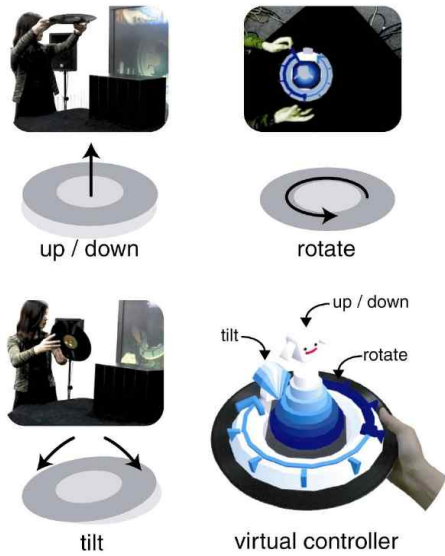 up / down
rotate
up / down
tilt
rotate
tilt
virtual controller